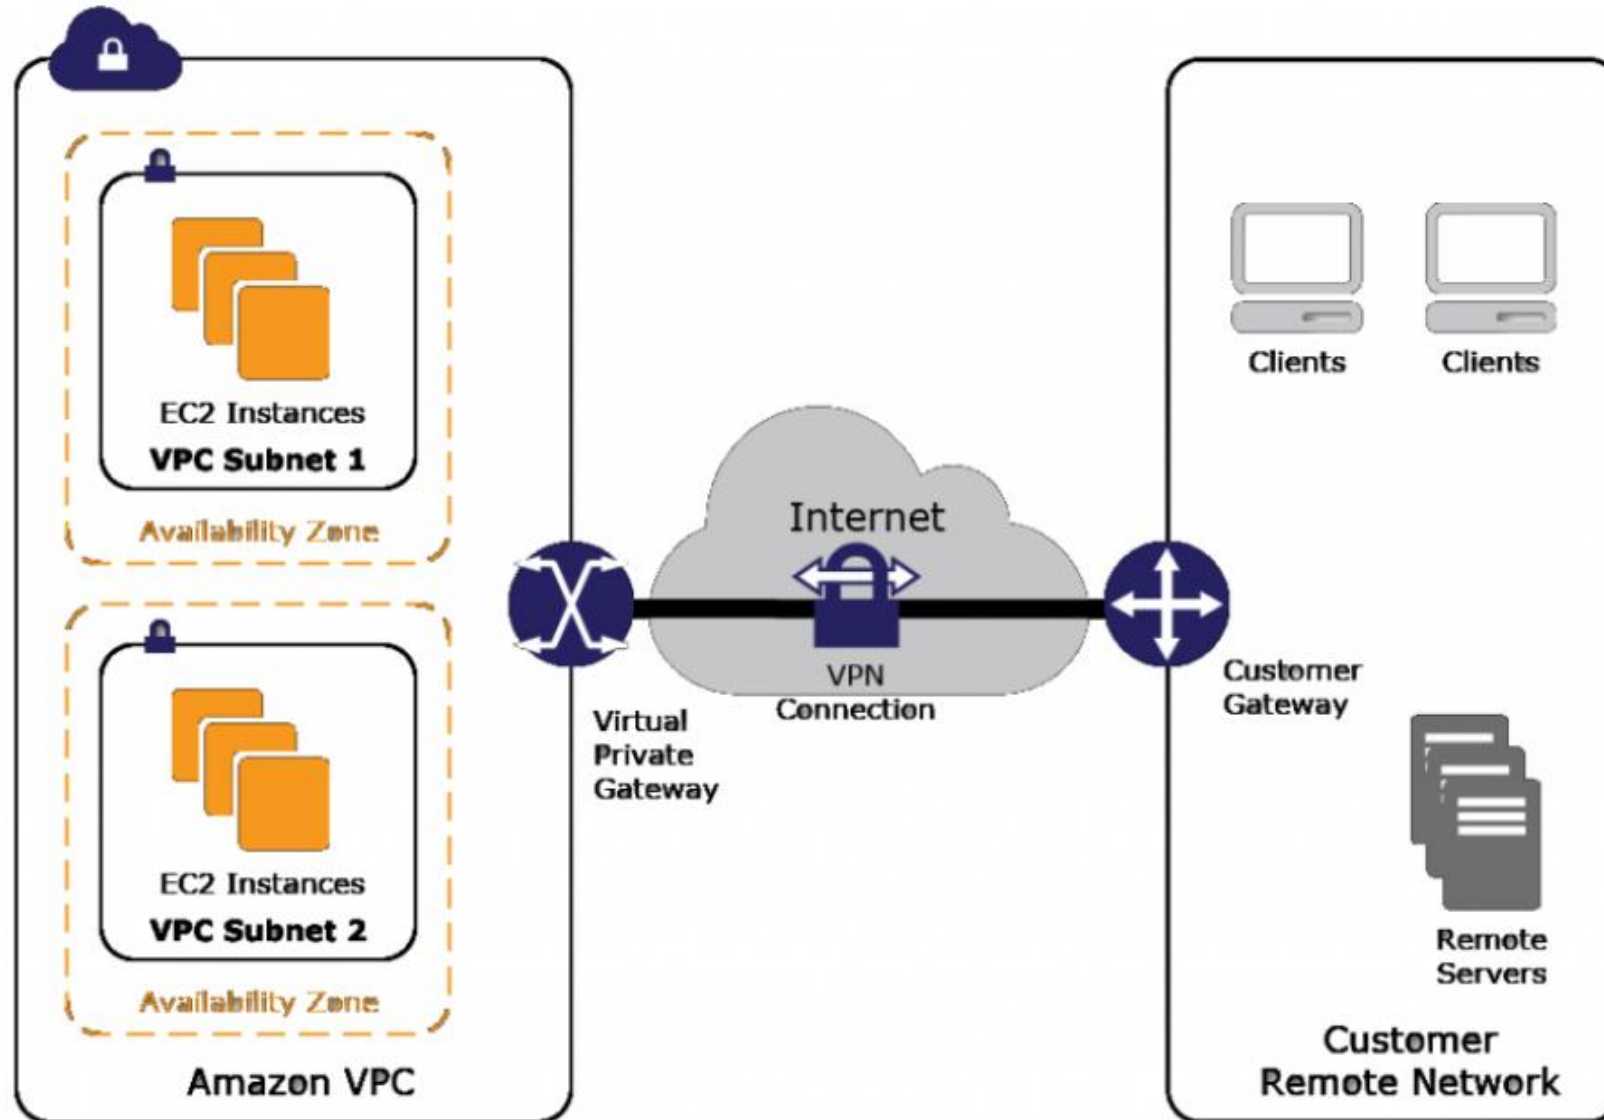 EC2 Instances
VPC Subnet 1
Availability Zone
EC2 Instances
VPC Subnet 2
Availability Zone
Amazon VPC
Virtual
Private
Gateway
Internet
VPN
Connection
Customer
Gateway
Clients
Clients
Remote
Servers
Customer
Remote Network